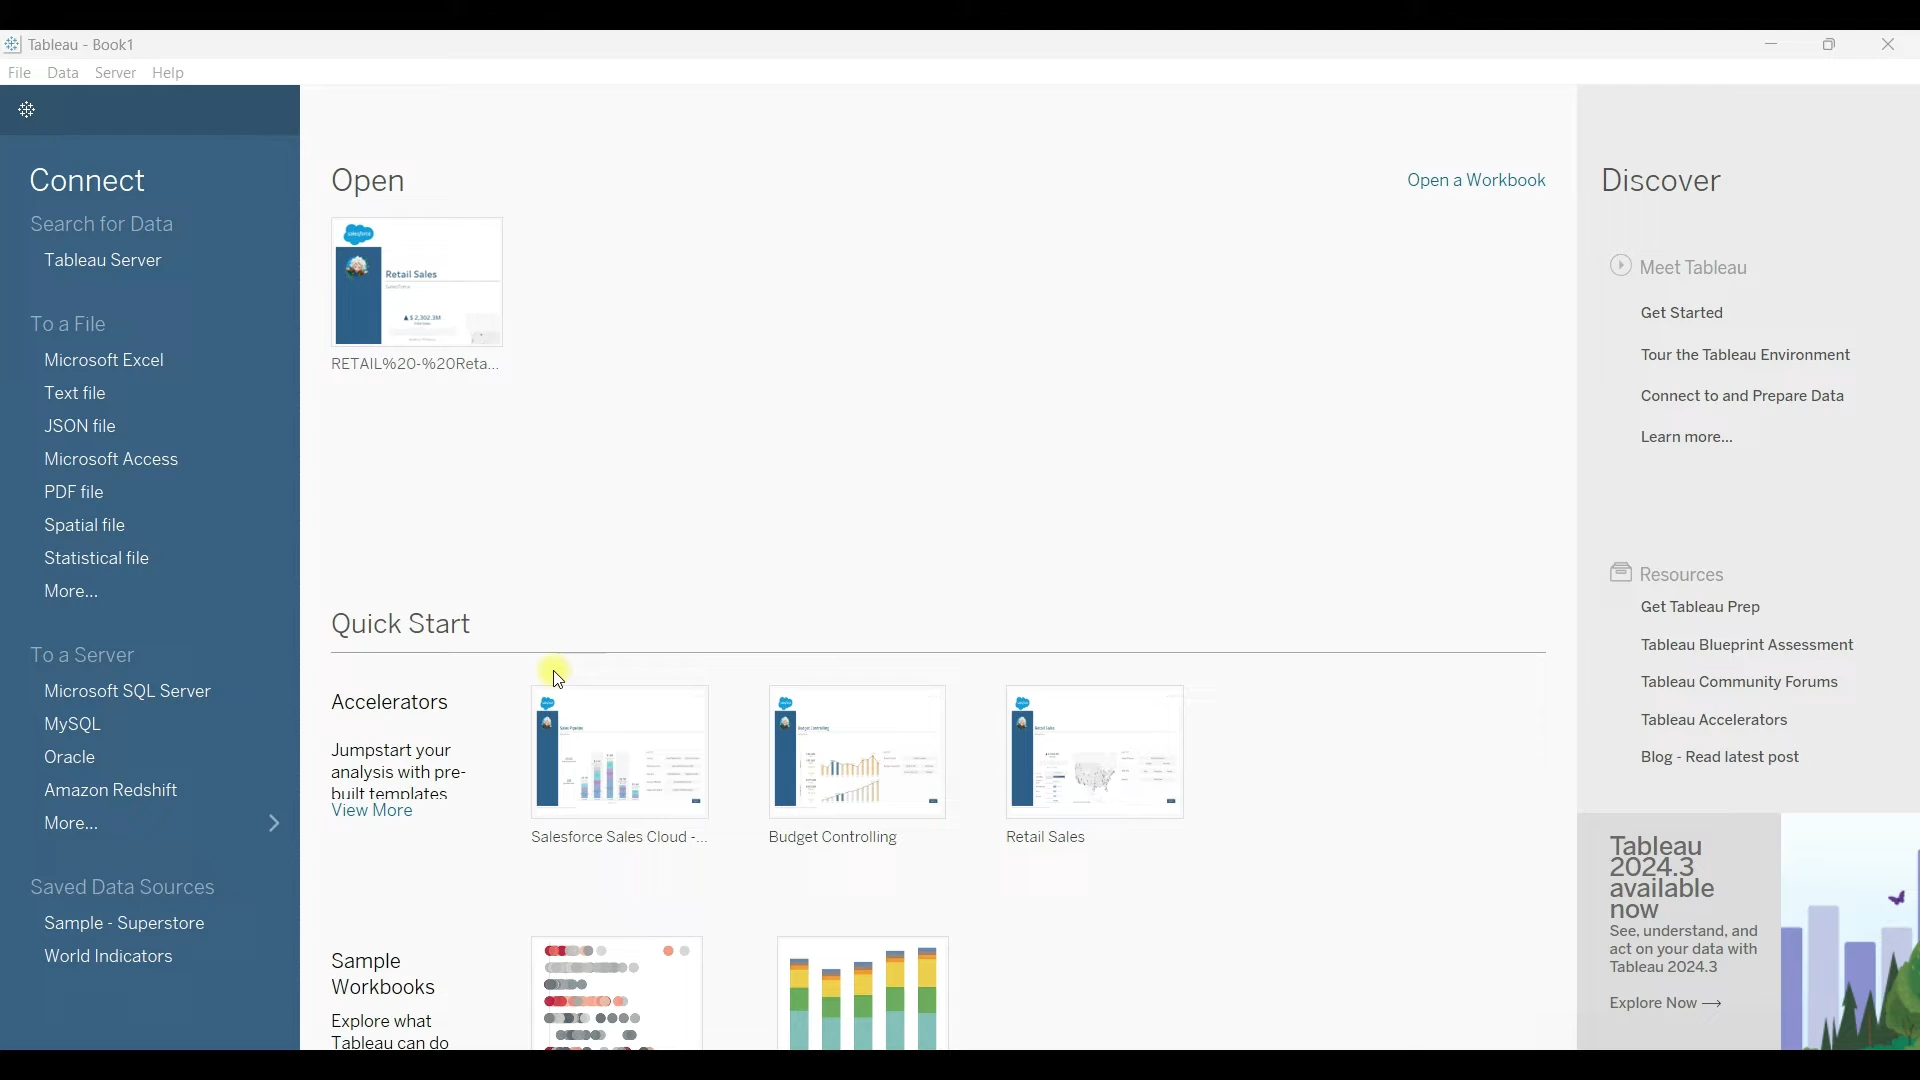 Tableau - Book1
File Data Server Help
Connect
Search for Data
Tableau Server
To a File
Microsoft Excel
Text file
JSON file
Microsoft Access
PDF file
Spatial file
Statistical file
More...
To a Server
Microsoft SQL Server
MySQL
Oracle
Amazon Redshift
More...
Saved Data Sources
Sample - Superstore
World Indicators
Open
Open a Workbook
Retail Sales
RETAIL%20-%20Reta...
Quick Start
Accelerators
Jumpstart your
analysis with pre-
built templates
View More
Salesforce Sales Cloud -...
Budget Controlling
Retail Sales
Sample
Workbooks
Explore what
Tableau can do
Discover
Meet Tableau
Get Started
Tour the Tableau Environment
Connect to and Prepare Data
Learn more...
Resources
Get Tableau Prep
Tableau Blueprint Assessment
Tableau Community Forums
Tableau Accelerators
Blog - Read latest post
Tableau
2024.3
available
now
See, understand, and
act on your data with
Tableau 2024.3
Explore Now →